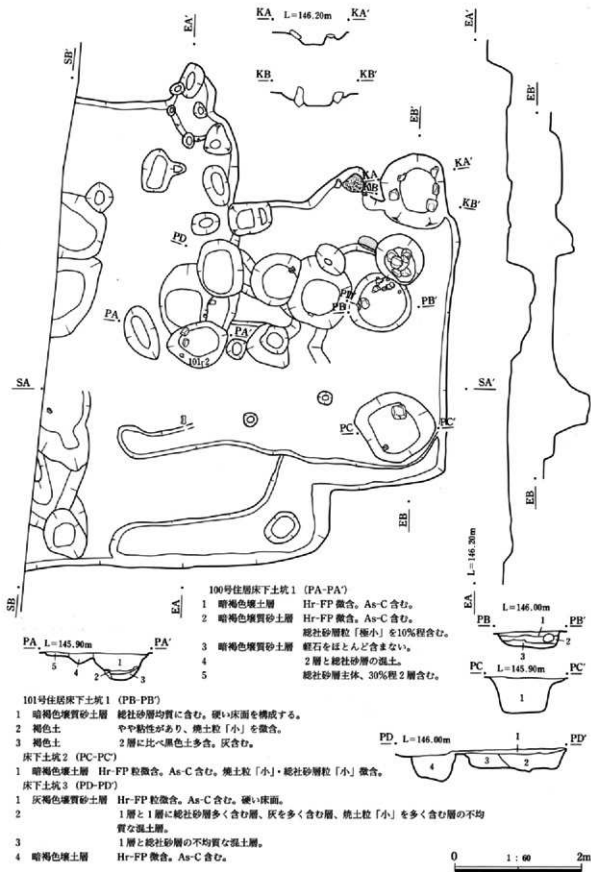 KA L=146.20m KA'
EA'
EA'
SB'
KB KB'
EB'
EB'
KA KA'
KB KB'
PD
PB
PB PB'
PA PA'
101r2
SA SA'
PC PC'
EB
EB
L=146.20m
SB EA EA
100号住居床下土坑1 (PA-PA')
1 暗褐色壌土層 Hr-FP 微含。As-C 含む。
2 暗褐色壌質砂土層 Hr-FP 微含。As-C 含む。
総社砂層粒「極小」を10%程含む。
3 暗褐色壌質砂土層 軽石をほとんど含まない。
4 2層と総社砂層の混土。
5 総社砂層主体、30%程2層含む。
PA L=145.90m PA'
5 4 1 2 3
L=146.00m
PB PB'
1 2 3
PC L=145.90m PC'
1
PD L=146.00m PD'
1 4 3 2
101号住居床下土坑1 (PB-PB')
1 暗褐色壌質砂土層 総社砂層均質に含む。硬い床面を構成する。
2 褐色土 やや粘性があり、焼土粒「小」を微含。
3 褐色土 2層に比べ黒色土多含。灰含む。
床下土坑2 (PC-PC')
1 暗褐色壌土層 Hr-FP 粒微含。As-C 含む。焼土粒「小」・総社砂層粒「小」微含。
床下土坑3 (PD-PD')
1 灰褐色壌質砂土層 Hr-FP 粒微含。As-C 含む。硬い床面。
2 1層と1層に総社砂層多く含む層、灰を多く含む層、焼土粒「小」を多く含む層の不均
質な混土層。
3 1層と総社砂層の不均質な混土層。
4 暗褐色壌土層 Hr-FP 微含。As-C 含む。
0 1:60 2m